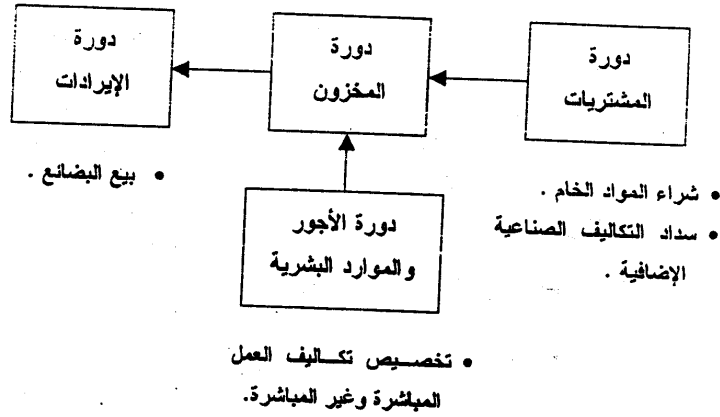 دورة
المشتريات
دورة
المخزون
دورة
الإيرادات
• شراء المواد الخام .
• سداد التكاليف الصناعية
الإضافية .
• بيع البضائع .
دورة الأجور
والموارد البشرية
• تخصيص تكاليف العمل
المباشرة وغير المباشرة.